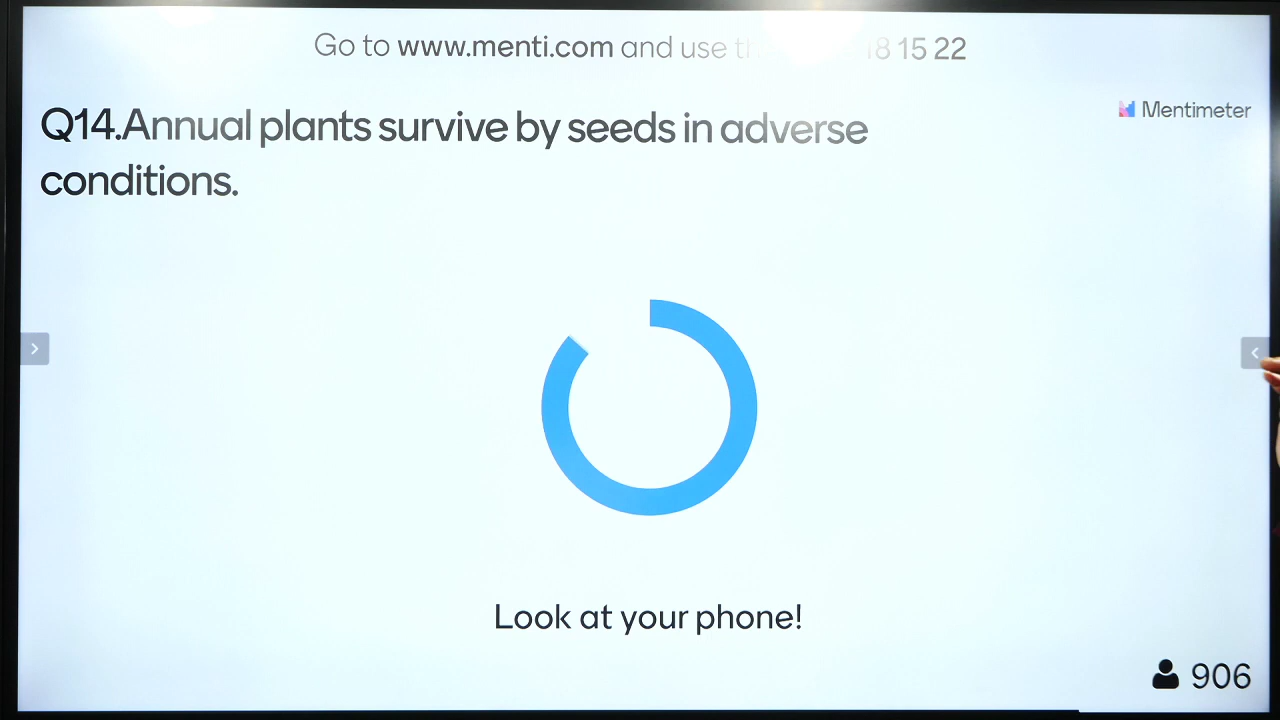 Go to www.menti.com and use 18 15 22
Mentimeter
Q14.Annual plants survive by seeds in adverse
conditions.
Look at your phone!
906